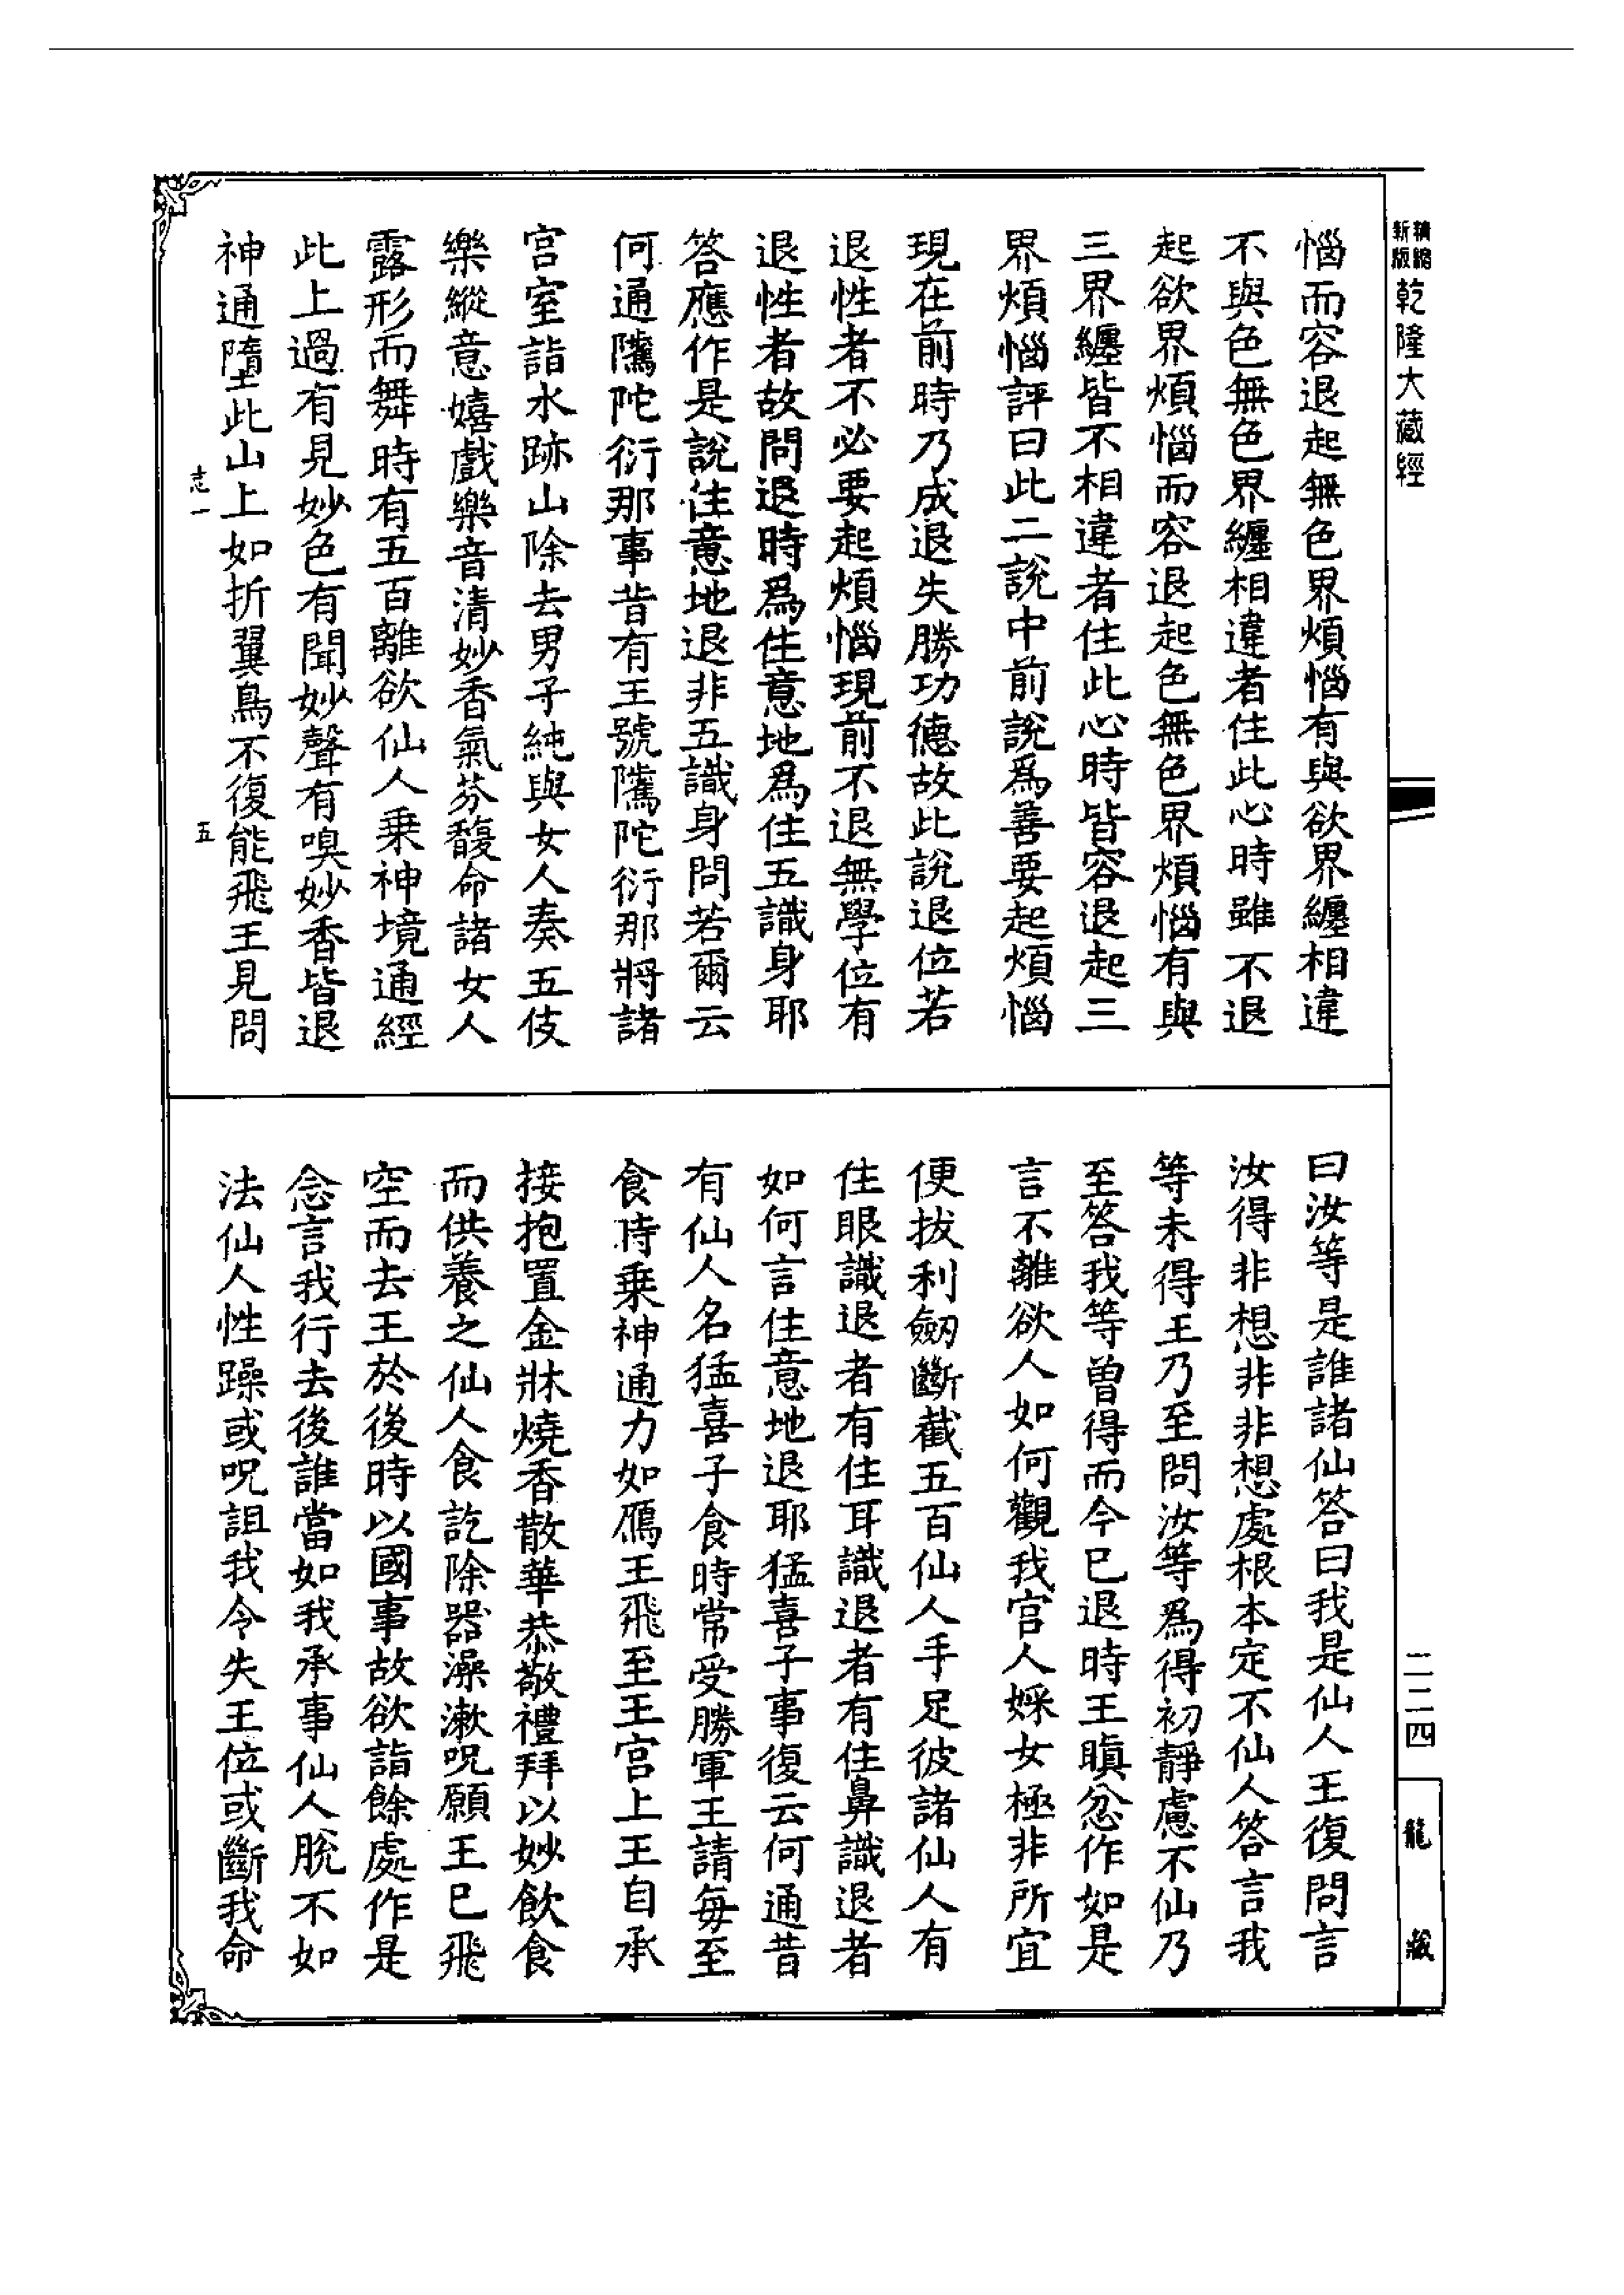 精縮
新版
乾隆大藏經
惱而容退起無色界煩惱有與欲界纏相違
不與色無色界纏相違者住此心時雖不退
起欲界煩惱而容退起色無色界煩惱有與
三界纏皆不相違者住此心時皆容退起三
界煩惱評曰此二說中前說爲善要起煩惱
現在前時乃成退失勝功德故此說退位若
退性者不必要起煩惱現前不退無學位有
退性者故問退時爲住意地爲住五識身耶
答應作是說住意地退非五識身問若爾云
何通隲陀衍那事昔有王號隲陀衍那將諸
宮室詣水跡山除去男子純與女人奏五伎
樂縱意嬉戲樂音清妙香氣芬馥命諸女人
露形而舞時有五百離欲仙人乗神境通經
此上過有見妙色有聞妙聲有嗅妙香皆退
神通墮此山上如折翼鳥不復能飛王見問
志一
五
曰汝等是誰諸仙答曰我是仙人王復問言
汝得非想非非想處根本定不仙人答言我
等未得王乃至問汝等爲得初靜慮不仙乃
至答我等曾得而今已退時王瞋忿作如是
言不離欲人如何觀我宮人婇女極非所宜
便拔利劒斷截五百仙人手足彼諸仙人有
住眼識退者有住耳識退者有住鼻識退者
如何言住意地退耶猛喜子事復云何通昔
有仙人名猛喜子食時常受勝軍王請每至
食時乗神通力如鴈王飛至王宮上王自承
接抱置金牀燒香散華恭敬禮拜以妙飲食
而供養之仙人食訖除器澡漱呪願王已飛
空而去王於後時以國事故欲詣餘處作是
念言我行去後誰當如我承事仙人脫不如
法仙人性躁或呪詛我令失王位或斷我命
二二四
龍藏